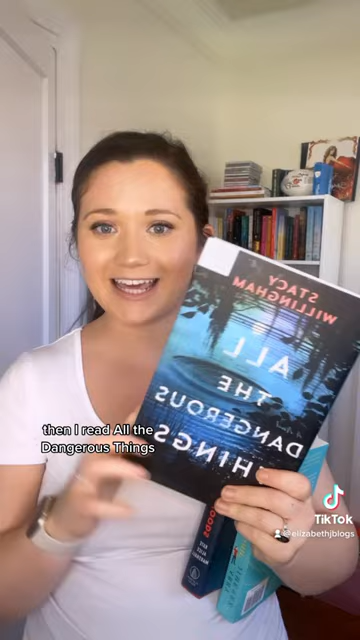 STACY
WILLINGHAM
ALL
THE
DANGEROUS
THINGS
then I read All the
Dangerous Things
TikTok
@elizabethjblogs